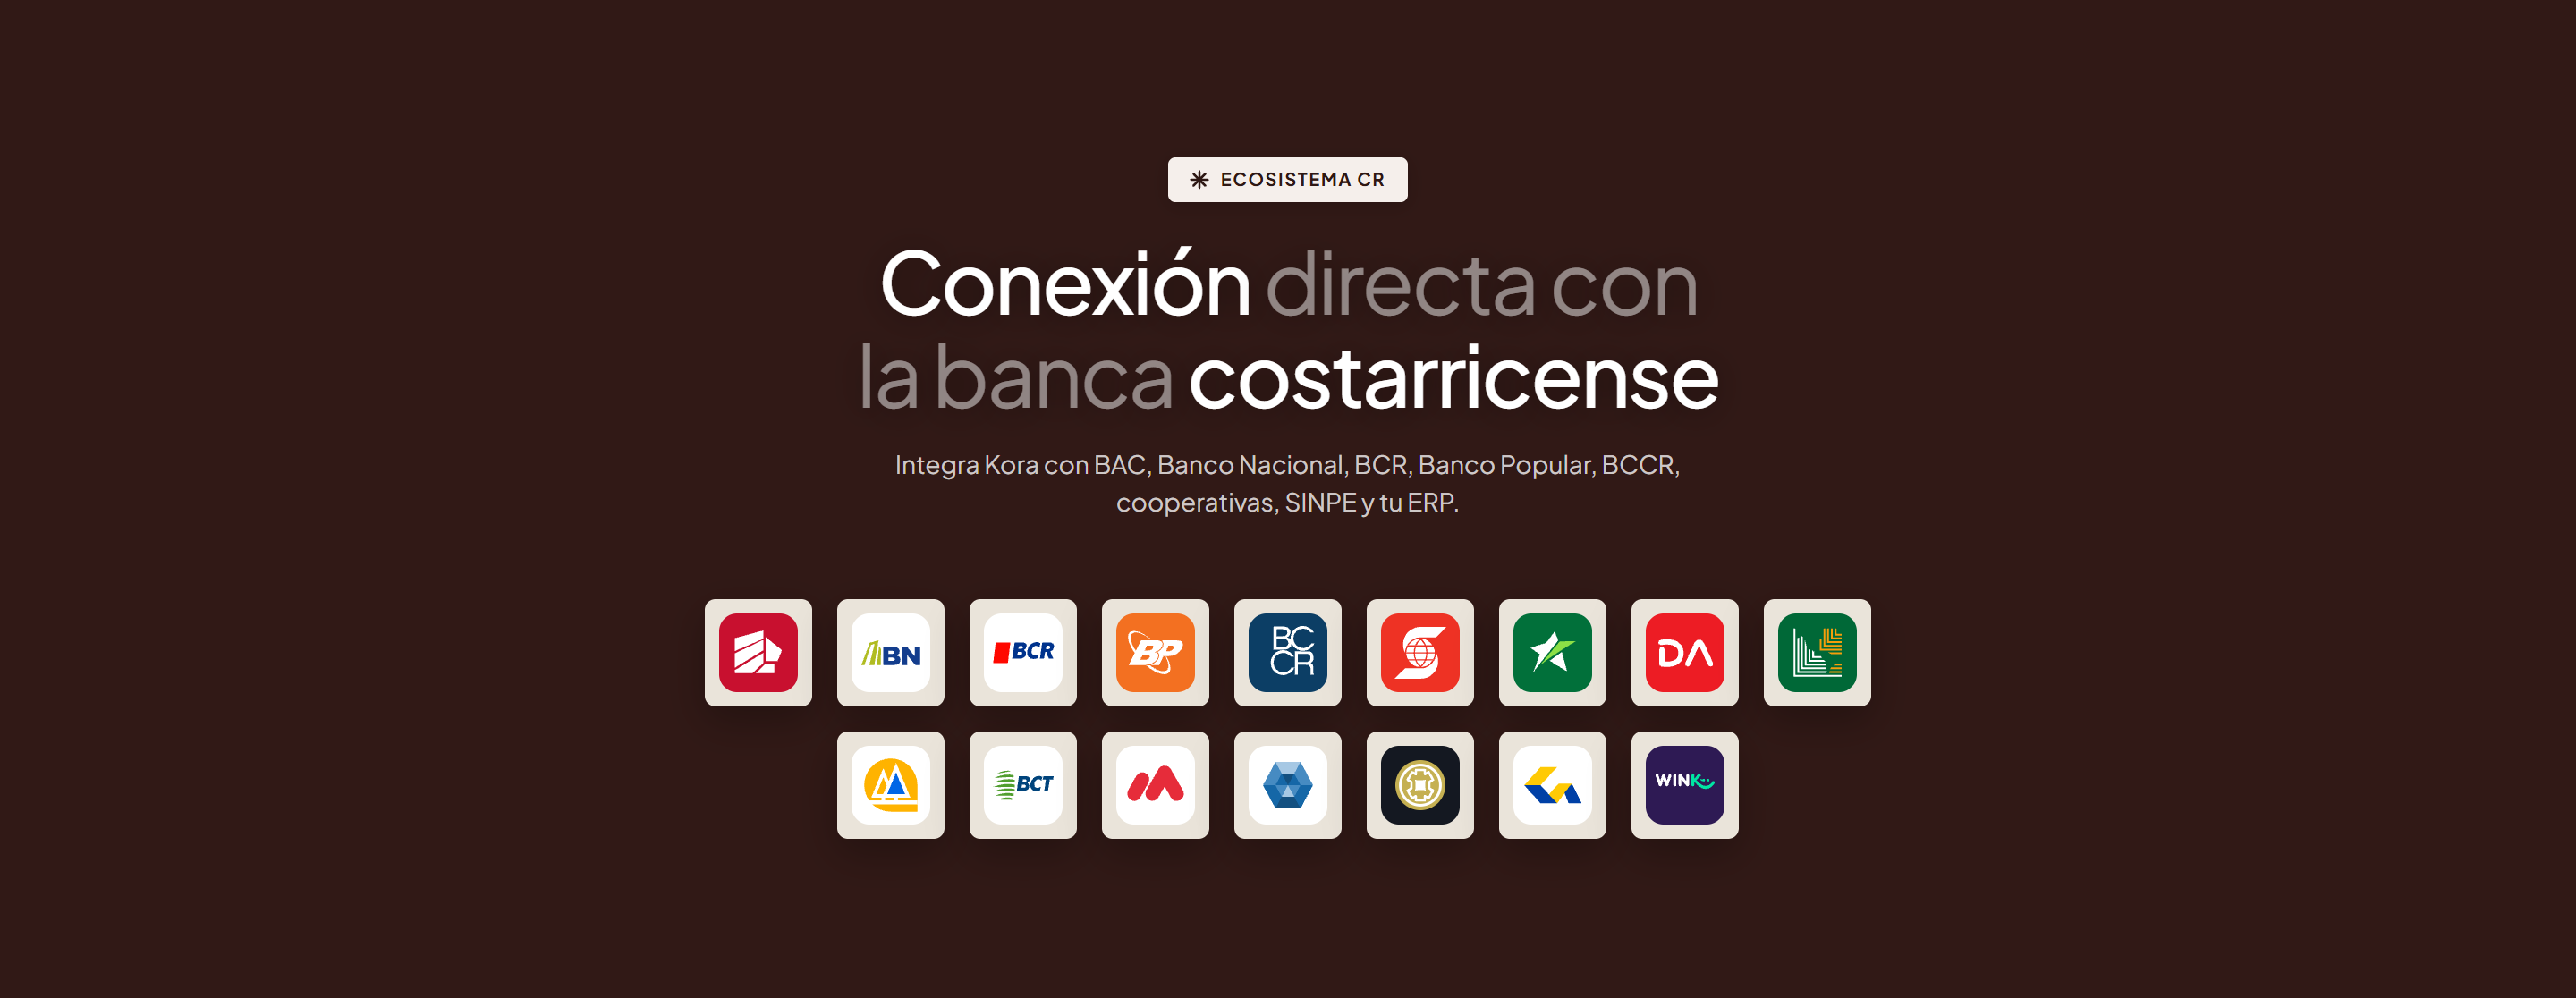 ECOSISTEMA CR
Conexión directa con
la banca costarricense
Integra Kora con BAC, Banco Nacional, BCR, Banco Popular, BCCR,
cooperativas, SINPE y tu ERP.
BN
BCR
BP
BC
CR
DA
BCT
WINK